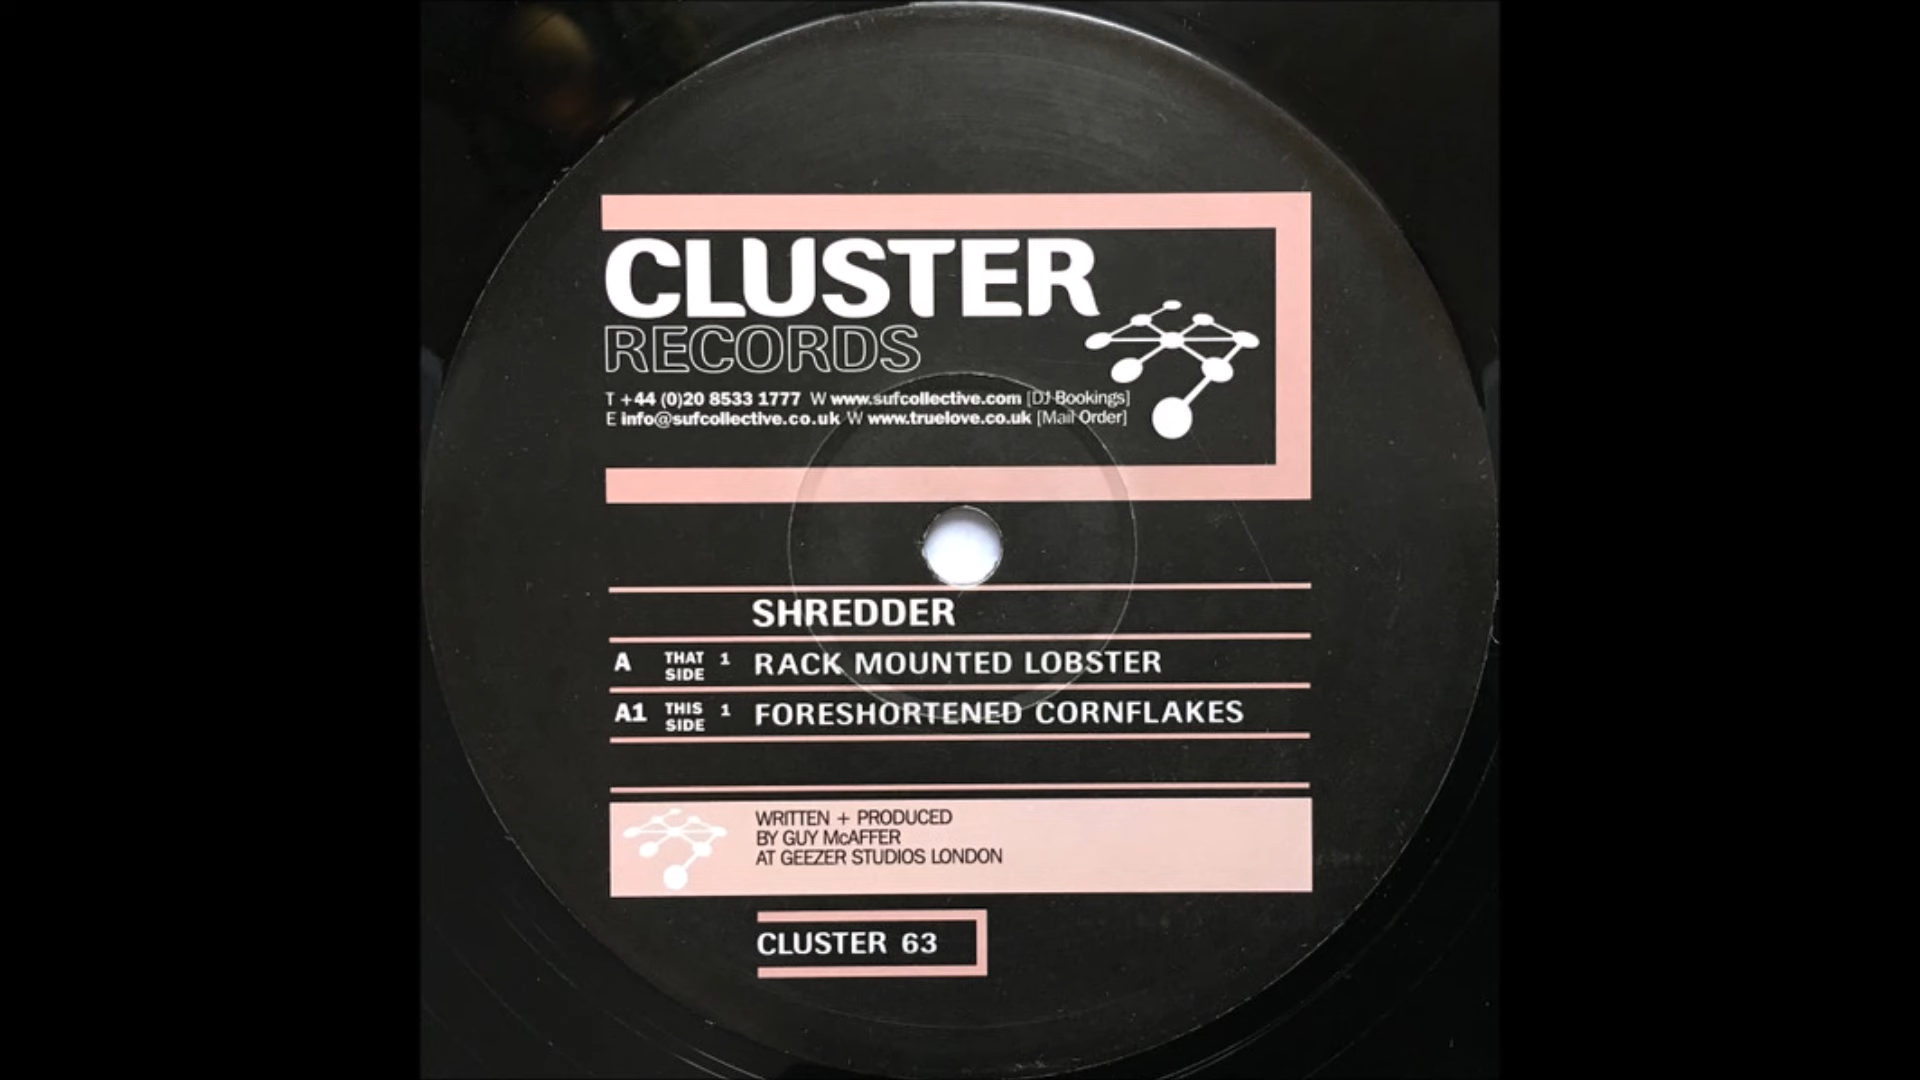 CLUSTER
RECORDS
T +44 (0)20 8533 1777 W www.sufcollective.com [DJ Bookings]
E info@sufcollective.co.uk W www.truelove.co.uk [Mail Order]
SHREDDER
A THAT SIDE 1 RACK MOUNTED LOBSTER
A1 THIS SIDE 1 FORESHORTENED CORNFLAKES
WRITTEN + PRODUCED
BY GUY McAFFER
AT GEEZER STUDIOS LONDON
CLUSTER 63